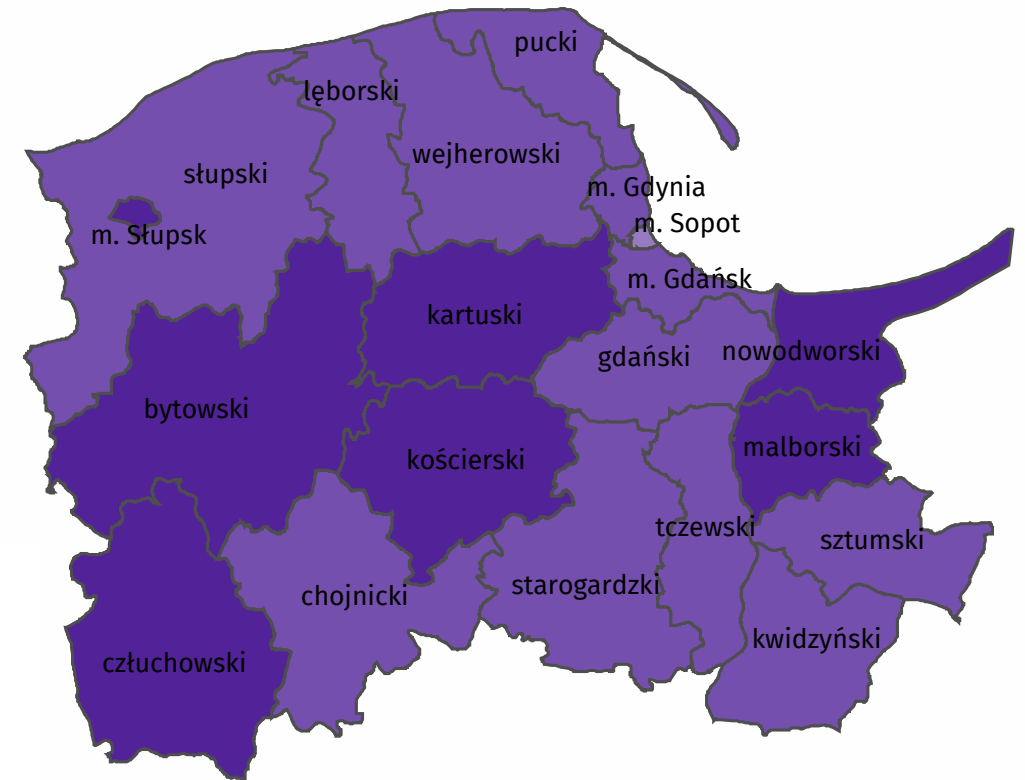 pucki
lęborski
wejherowski
słupski
m. Gdynia
m. Sopot
m. Słupsk
m. Gdańsk
kartuski
gdański
nowodworski
bytowski
malborski
kościerski
tczewski
sztumski
starogardzki
chojnicki
kwidzyński
człuchowski